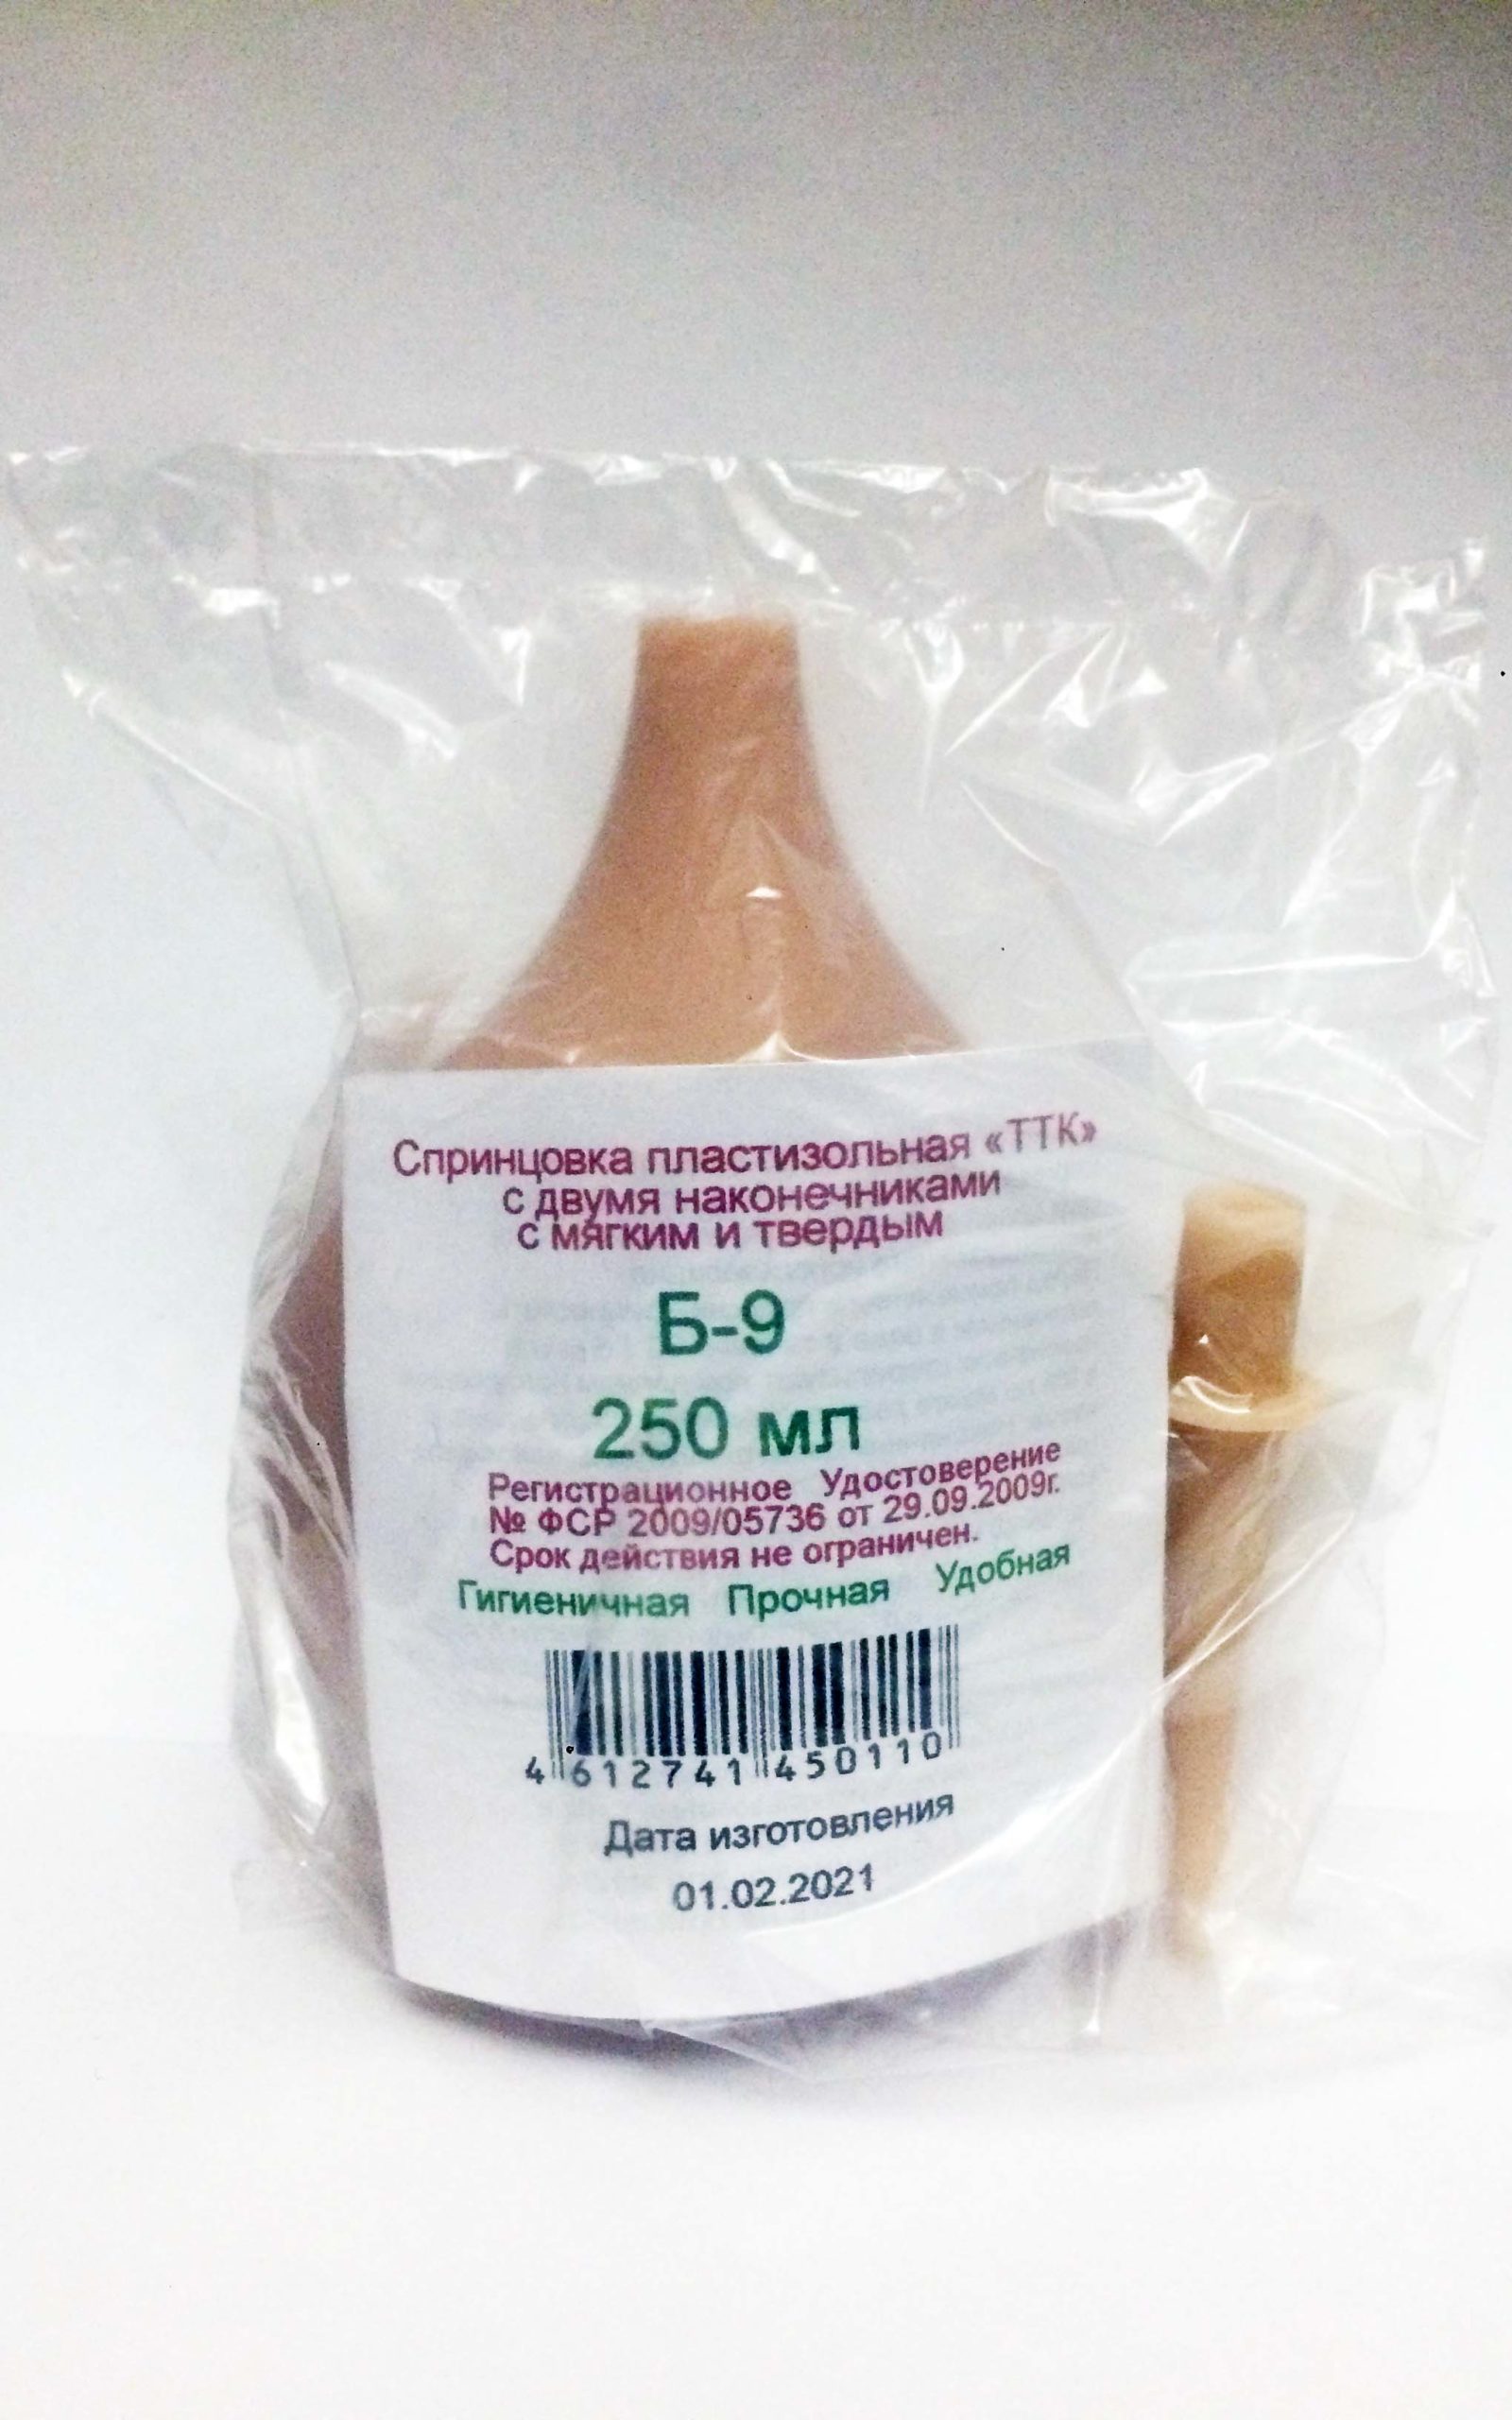 Спринцовка пластизольная «ТТК»
с двумя наконечниками
с мягким и твердым
Б-9
250 мл
Регистрационное Удостоверение
№ ФСР 2009/05736 от 29.09.2009г.
Срок действия не ограничен.
Гигиеничная Прочная Удобная
4 612741 450110
Дата изготовления
01.02.2021